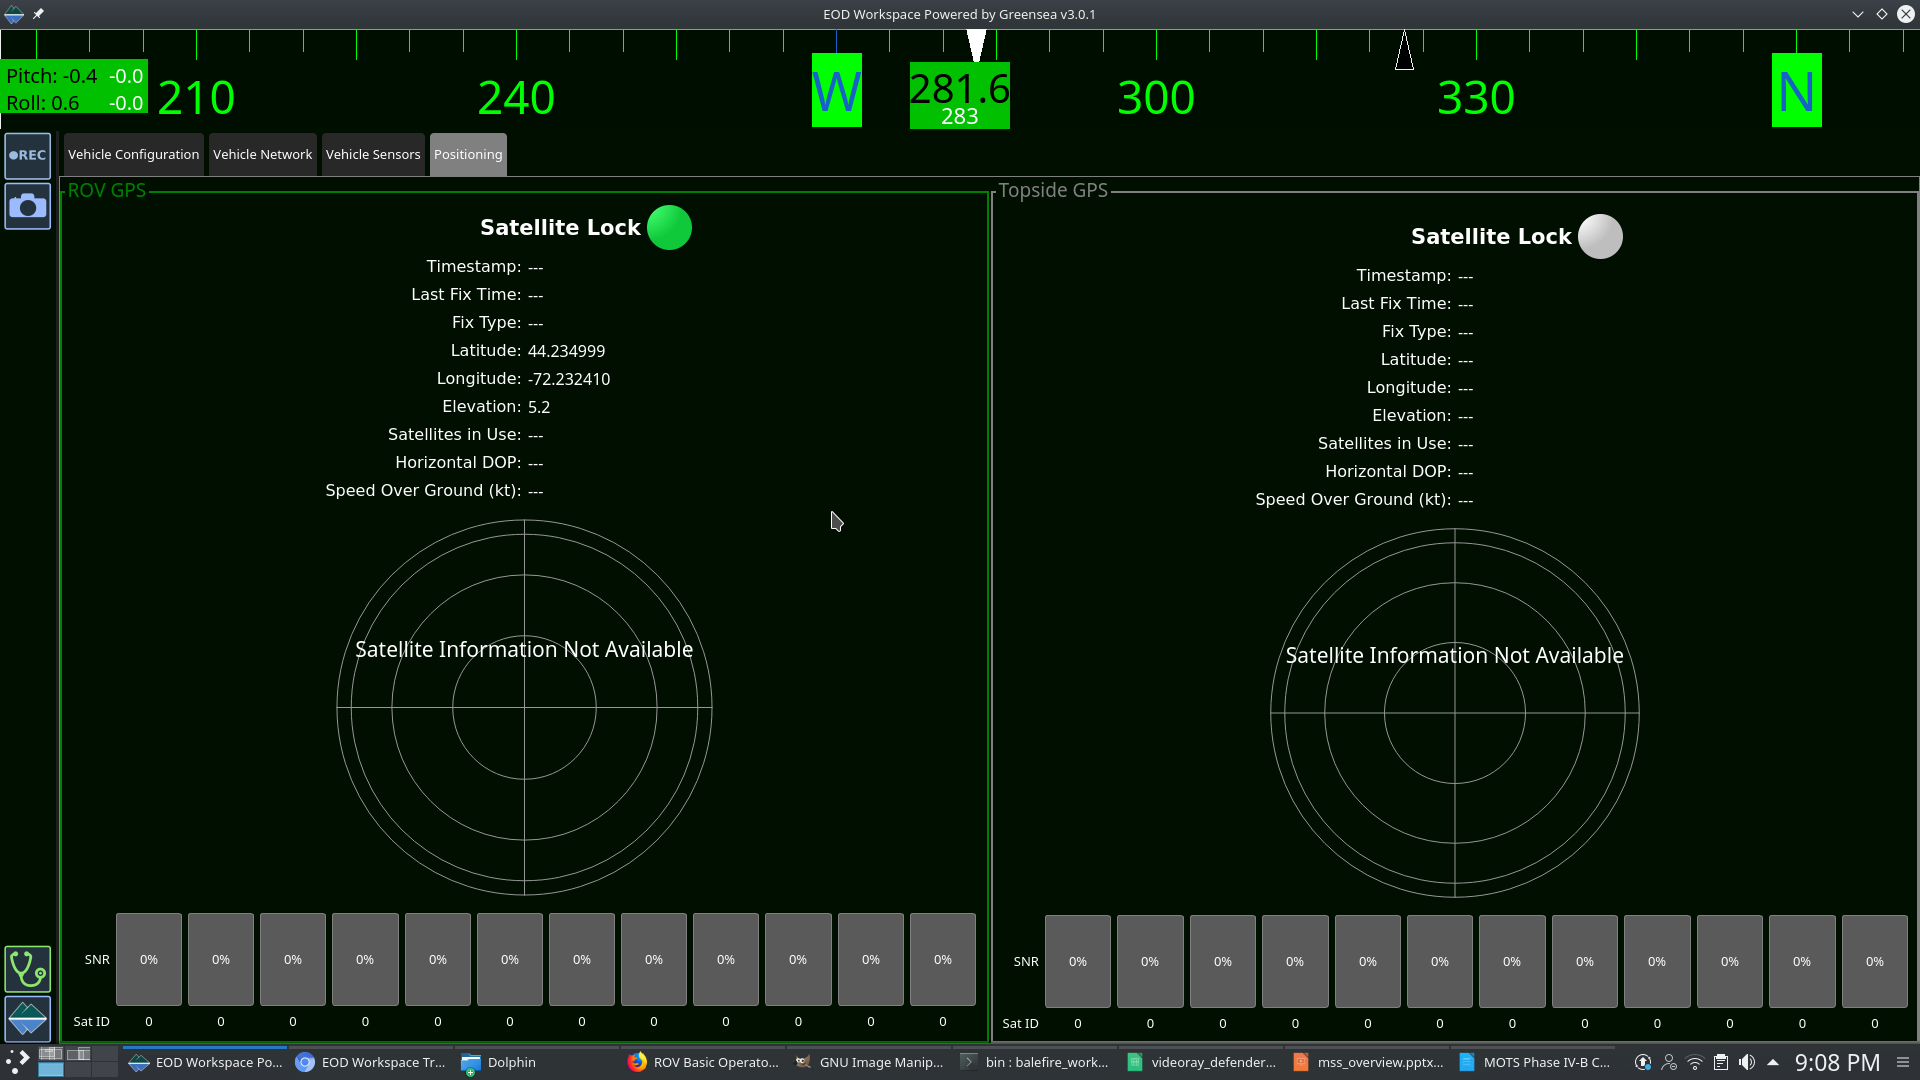 EOD Workspace Powered by Greensea v3.0.1
Pitch: -0.4 -0.0
Roll: 0.6 -0.0
210 240 W 281.6 300 330 N
283
REC
Vehicle Configuration Vehicle Network Vehicle Sensors Positioning
ROV GPS
Satellite Lock
Timestamp: ---
Last Fix Time: ---
Fix Type: ---
Latitude: 44.234999
Longitude: -72.232410
Elevation: 5.2
Satellites in Use: ---
Horizontal DOP: ---
Speed Over Ground (kt): ---
Satellite Information Not Available
SNR 0% 0% 0% 0% 0% 0% 0% 0% 0% 0% 0% 0%
Sat ID 0 0 0 0 0 0 0 0 0 0 0 0
Topside GPS
Satellite Lock
Timestamp: ---
Last Fix Time: ---
Fix Type: ---
Latitude: ---
Longitude: ---
Elevation: ---
Satellites in Use: ---
Horizontal DOP: ---
Speed Over Ground (kt): ---
Satellite Information Not Available
SNR 0% 0% 0% 0% 0% 0% 0% 0% 0% 0% 0% 0%
Sat ID 0 0 0 0 0 0 0 0 0 0 0 0
EOD Workspace Po... EOD Workspace Tr... Dolphin ROV Basic Operato... GNU Image Manip... bin : balefire_work... videoray_defender... mss_overview.pptx... MOTS Phase IV-B C... 9:08 PM